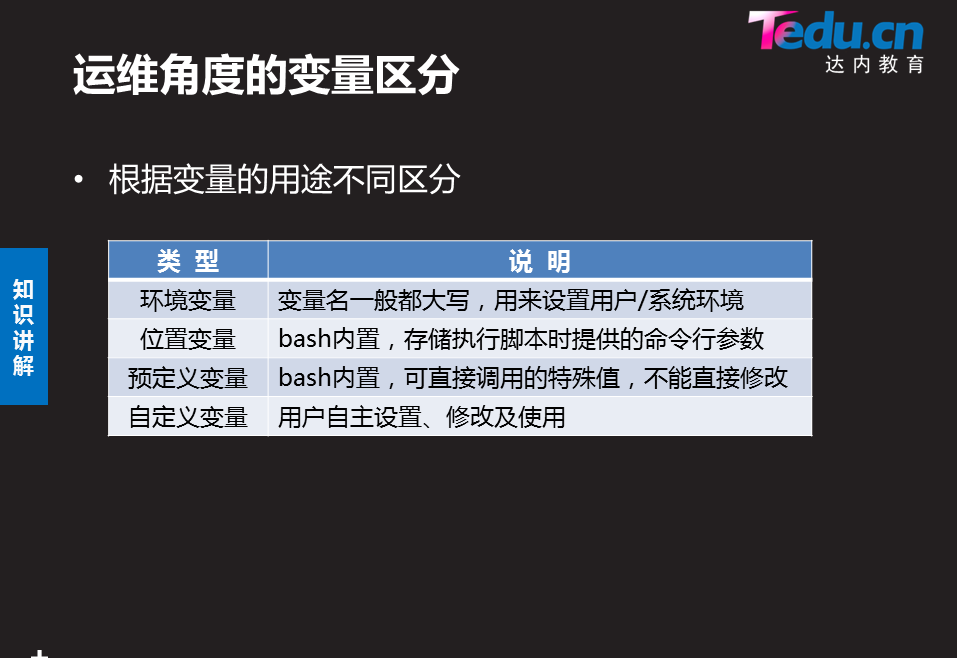 Tedu.cn
达内教育
运维角度的变量区分
• 根据变量的用途不同区分
知识讲解
类 型 说 明
环境变量 变量名一般都大写，用来设置用户/系统环境
位置变量 bash内置，存储执行脚本时提供的命令行参数
预定义变量 bash内置，可直接调用的特殊值，不能直接修改
自定义变量 用户自主设置、修改及使用